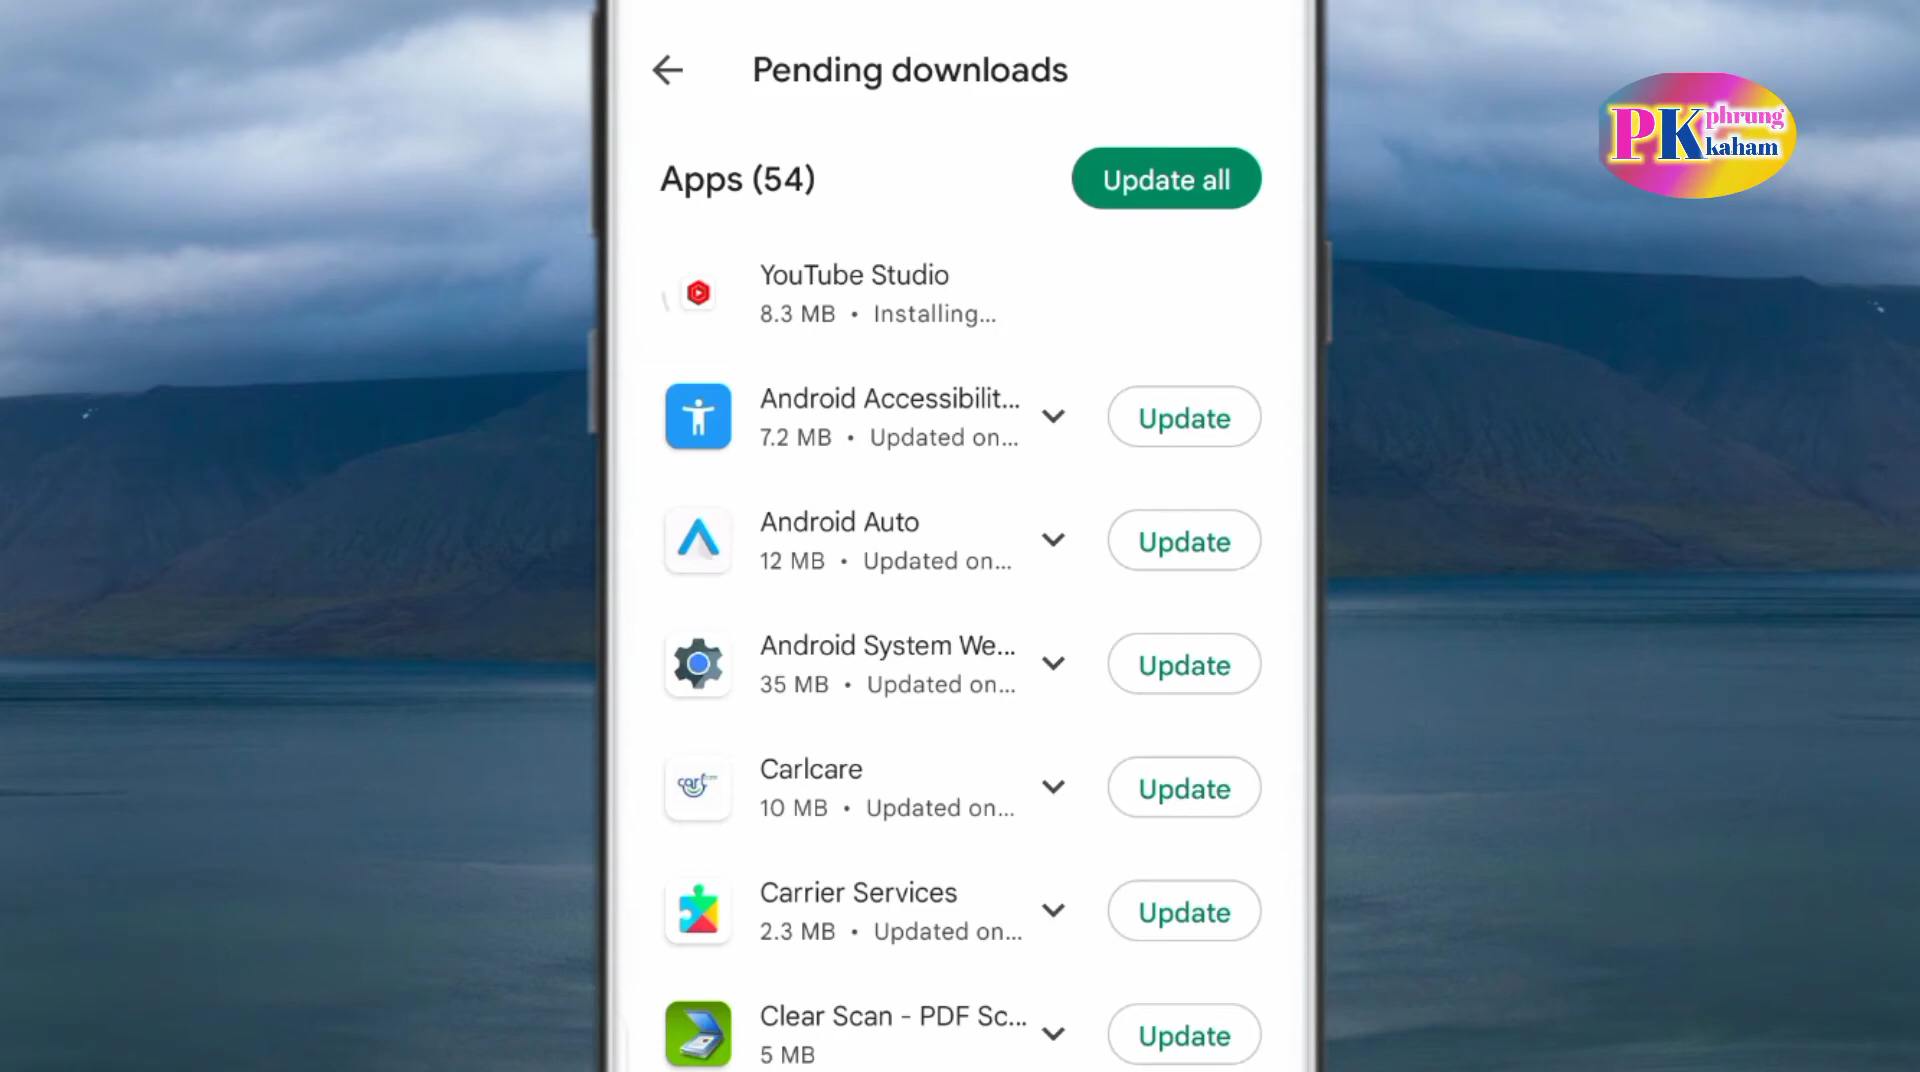 Pending downloads
PK phrung kaham
Apps (54)
Update all
YouTube Studio
8.3 MB • Installing...
Android Accessibilit...
7.2 MB • Updated on...
Update
Android Auto
12 MB • Updated on...
Update
Android System We...
35 MB • Updated on...
Update
Carlcare
10 MB • Updated on...
Update
Carrier Services
2.3 MB • Updated on...
Update
Clear Scan - PDF Sc...
5 MB
Update